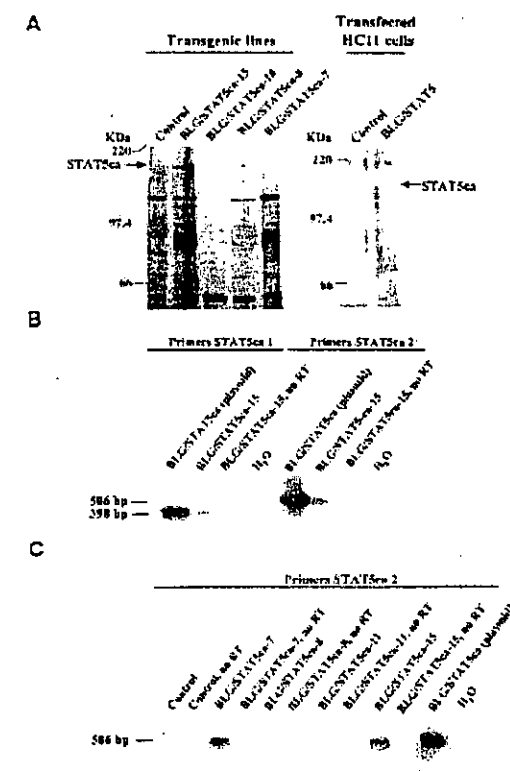 A
Transgenic lines
Transfected
HC11 cells
Control
BLG/STAT5ca-15
BLG/STAT5ca-8
BLG/STAT5ca-7
Control
BLG/STAT5
KDa
220
STAT5ca
97.4
66
KDa
220
STAT5ca
97.4
66
B
Primers STAT5ca 1
Primers STAT5ca 2
BLG/STAT5ca (plasmid)
BLG/STAT5ca-15
BLG/STAT5ca-15, no RT
H2O
BLG/STAT5ca (plasmid)
BLG/STAT5ca-15
BLG/STAT5ca-15, no RT
H2O
506 bp
398 bp
C
Primers STAT5ca 2
Control
Control, no RT
BLG/STAT5ca-7
BLG/STAT5ca-7, no RT
BLG/STAT5ca-8
BLG/STAT5ca-8, no RT
BLG/STAT5ca-11
BLG/STAT5ca-11, no RT
BLG/STAT5ca-15
BLG/STAT5ca-15, no RT
BLG/STAT5ca (plasmid)
H2O
506 bp